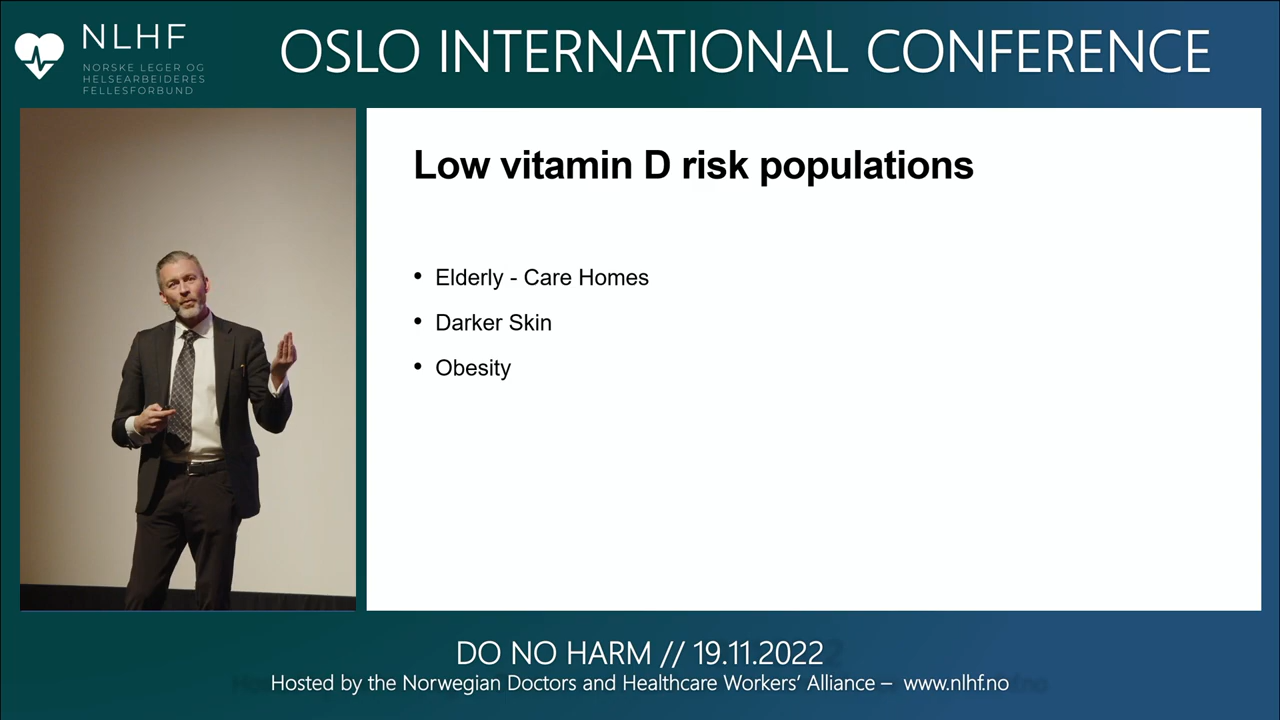 NLHF
NORSKE LEGER OG
HELSEARBEIDERES
FELLESFORBUND
OSLO INTERNATIONAL CONFERENCE
Low vitamin D risk populations
• Elderly - Care Homes
• Darker Skin
• Obesity
DO NO HARM // 19.11.2022
Hosted by the Norwegian Doctors and Healthcare Workers’ Alliance – www.nlhf.no